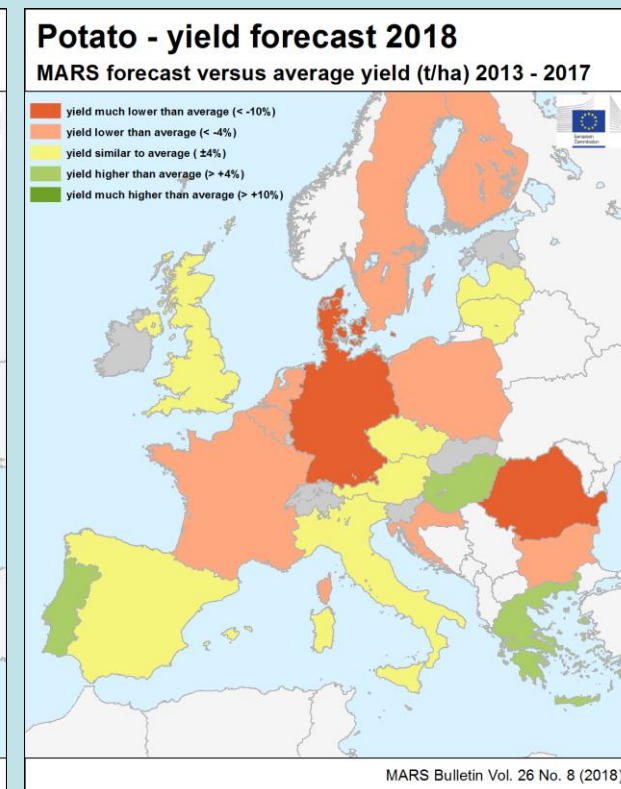 Potato - yield forecast 2018
MARS forecast versus average yield (t/ha) 2013 - 2017
yield much lower than average (< -10%)
yield lower than average (< -4%)
yield similar to average ( ±4%)
yield higher than average (> +4%)
yield much higher than average (> +10%)
European
Commission
MARS Bulletin Vol. 26 No. 8 (2018)